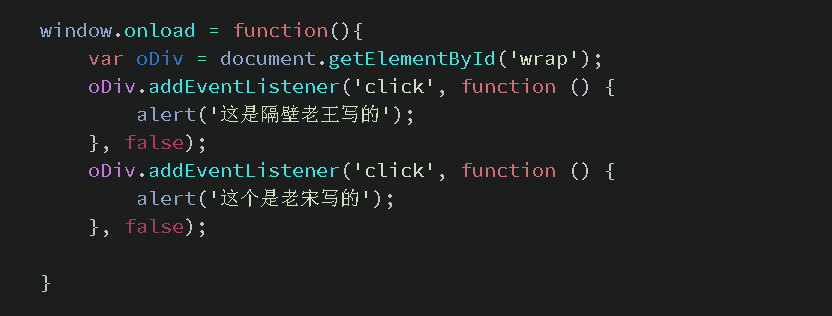 window.onload = function(){
    var oDiv = document.getElementById('wrap');
    oDiv.addEventListener('click', function () {
        alert('这是隔壁老王写的');
    }, false);
    oDiv.addEventListener('click', function () {
        alert('这个是老宋写的');
    }, false);
}